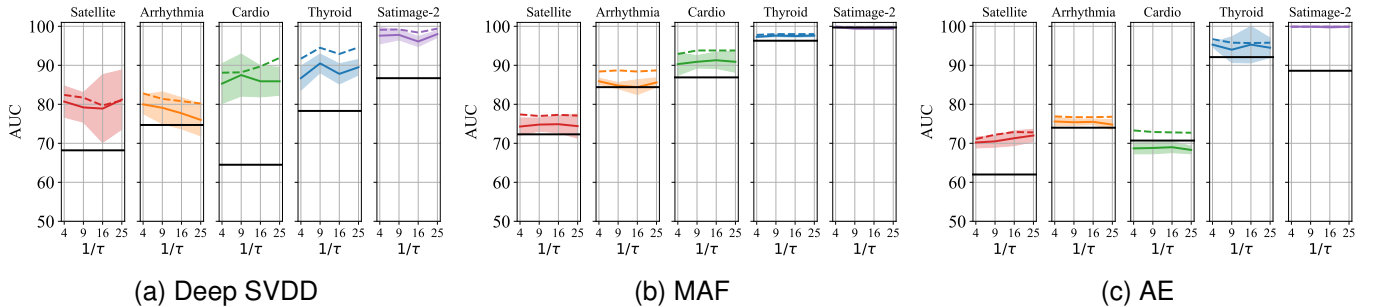 Satellite Arrhythmia Cardio Thyroid Satimage-2
100
90
80
70
60
50
AUC
4 9 16 25 4 9 16 25 4 9 16 25 4 9 16 25 4 9 16 25
1/τ 1/τ 1/τ 1/τ 1/τ
(a) Deep SVDD
Satellite Arrhythmia Cardio Thyroid Satimage-2
100
90
80
70
60
50
AUC
4 9 16 25 4 9 16 25 4 9 16 25 4 9 16 25 4 9 16 25
1/τ 1/τ 1/τ 1/τ 1/τ
(b) MAF
Satellite Arrhythmia Cardio Thyroid Satimage-2
100
90
80
70
60
50
AUC
4 9 16 25 4 9 16 25 4 9 16 25 4 9 16 25 4 9 16 25
1/τ 1/τ 1/τ 1/τ 1/τ
(c) AE